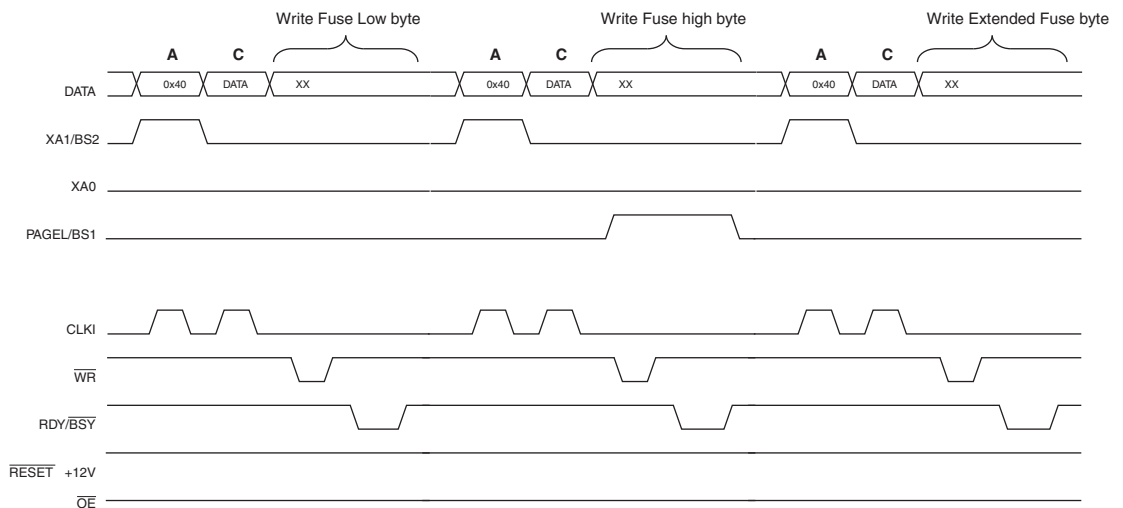 Write Fuse Low byte Write Fuse high byte Write Extended Fuse byte
A C A C A C
DATA 0x40 DATA XX 0x40 DATA XX 0x40 DATA XX
XA1/BS2
XA0
PAGEL/BS1
CLKI
WR
RDY/BSY
RESET +12V
OE